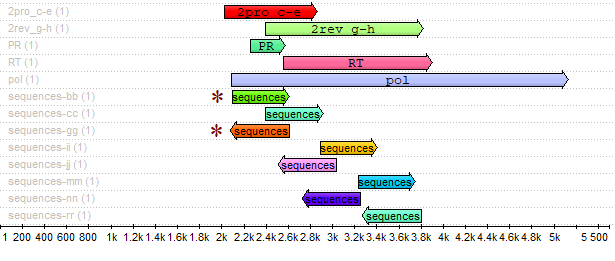 2pro_c-e (1) 2pro c-e
2rev_g-h (1) 2rev g-h
PR (1) PR
RT (1) RT
pol (1) pol
sequences-bb (1) * sequences
sequences-cc (1) sequences
sequences-gg (1) * sequences
sequences-ii (1) sequences
sequences-jj (1) sequences
sequences-mm (1) sequences
sequences-nn (1) sequences
sequences-rr (1) sequences
1 200 400 600 800 1k 1.2k 1.4k 1.6k 1.8k 2k 2.2k 2.4k 2.6k 2.8k 3k 3.2k 3.4k 3.6k 3.8k 4k 4.2k 4.4k 4.6k 4.8k 5k 5 500